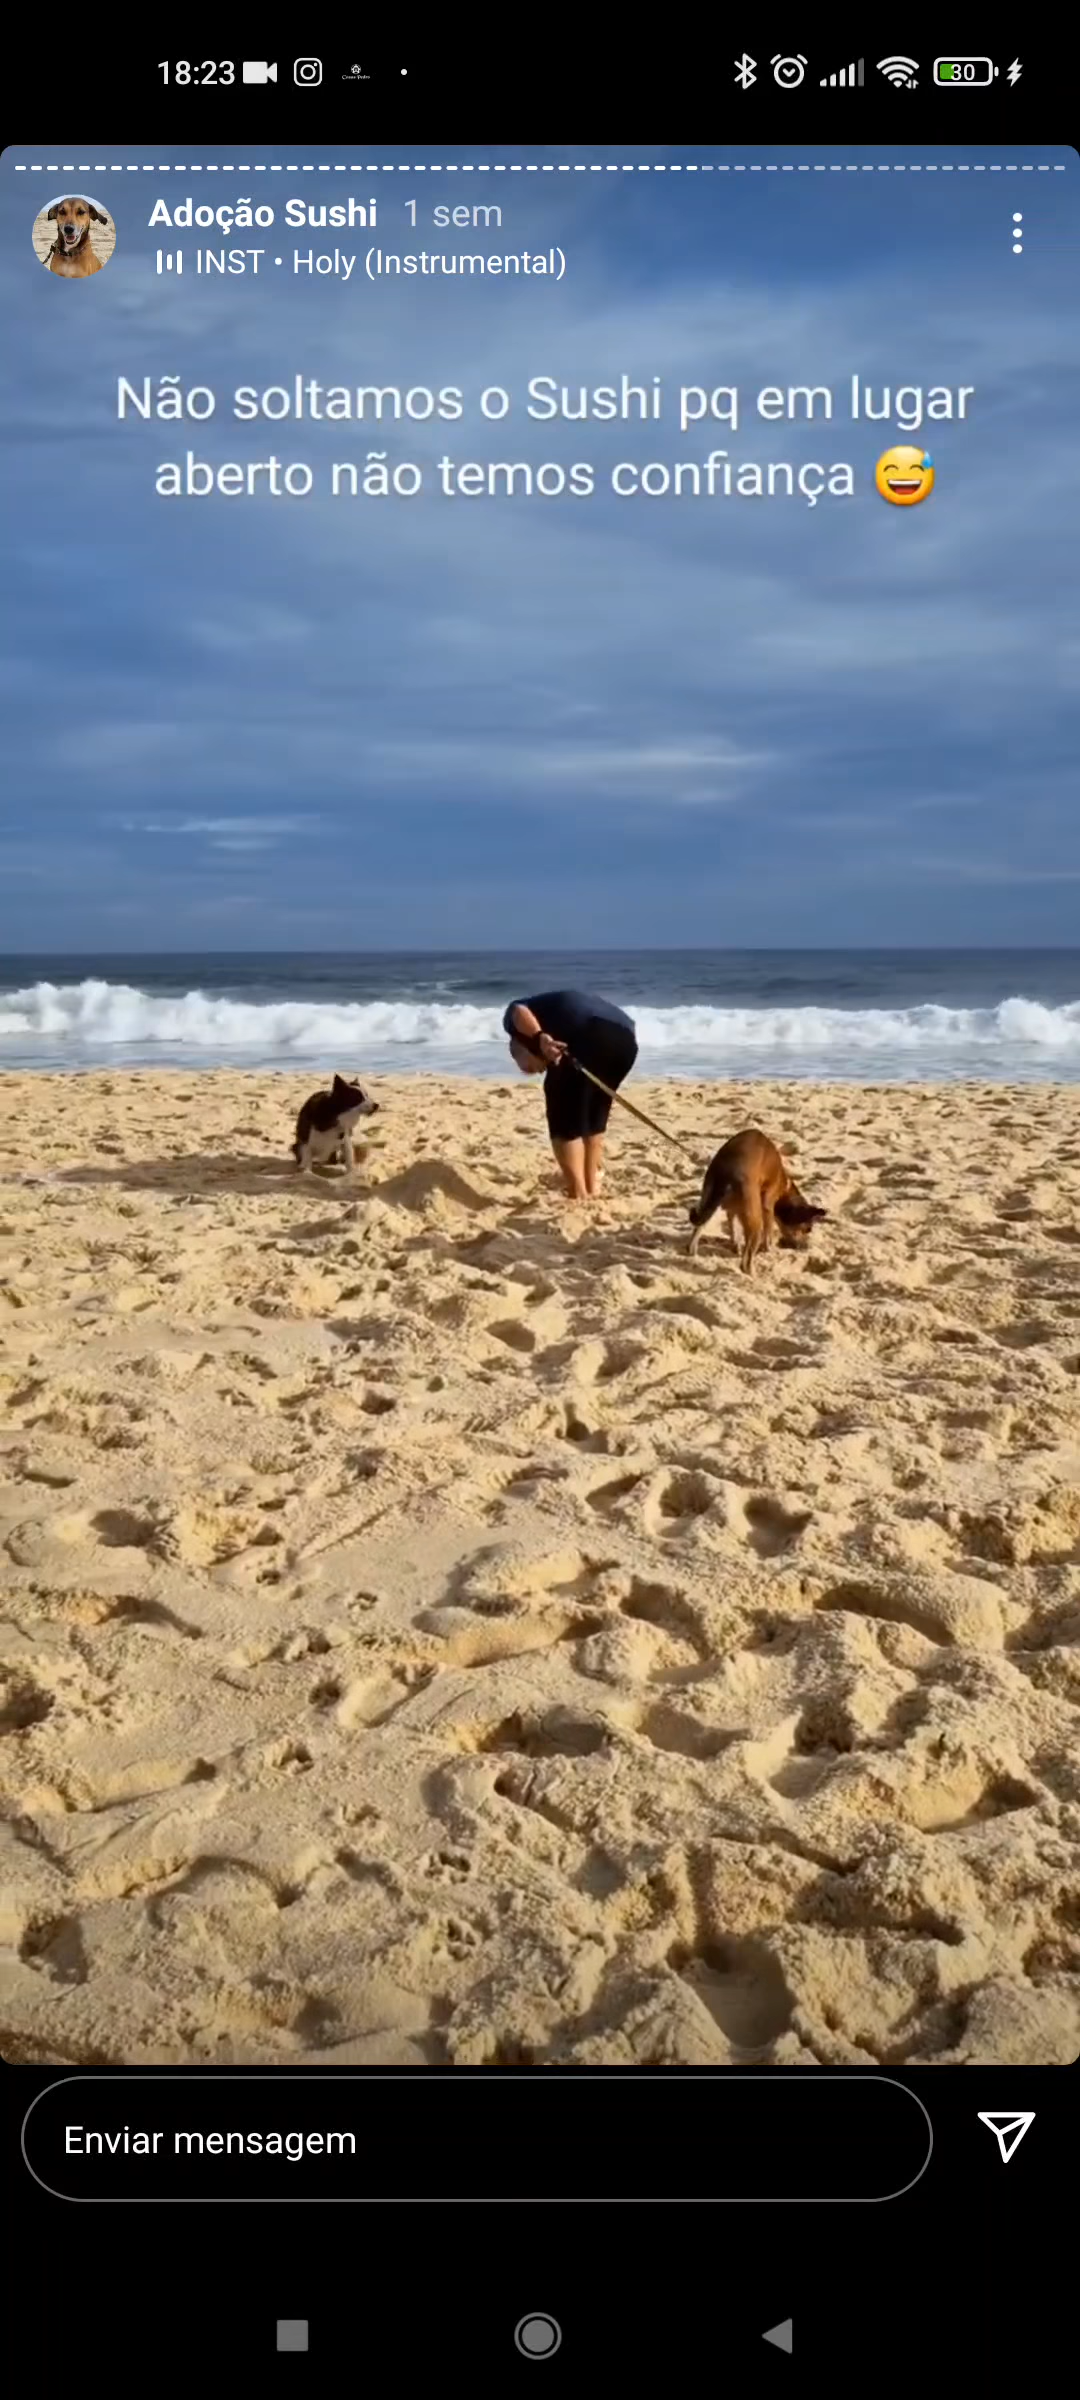 18:23
30
Adoção Sushi 1 sem
INST • Holy (Instrumental)
Não soltamos o Sushi pq em lugar
aberto não temos confiança 😅
Enviar mensagem